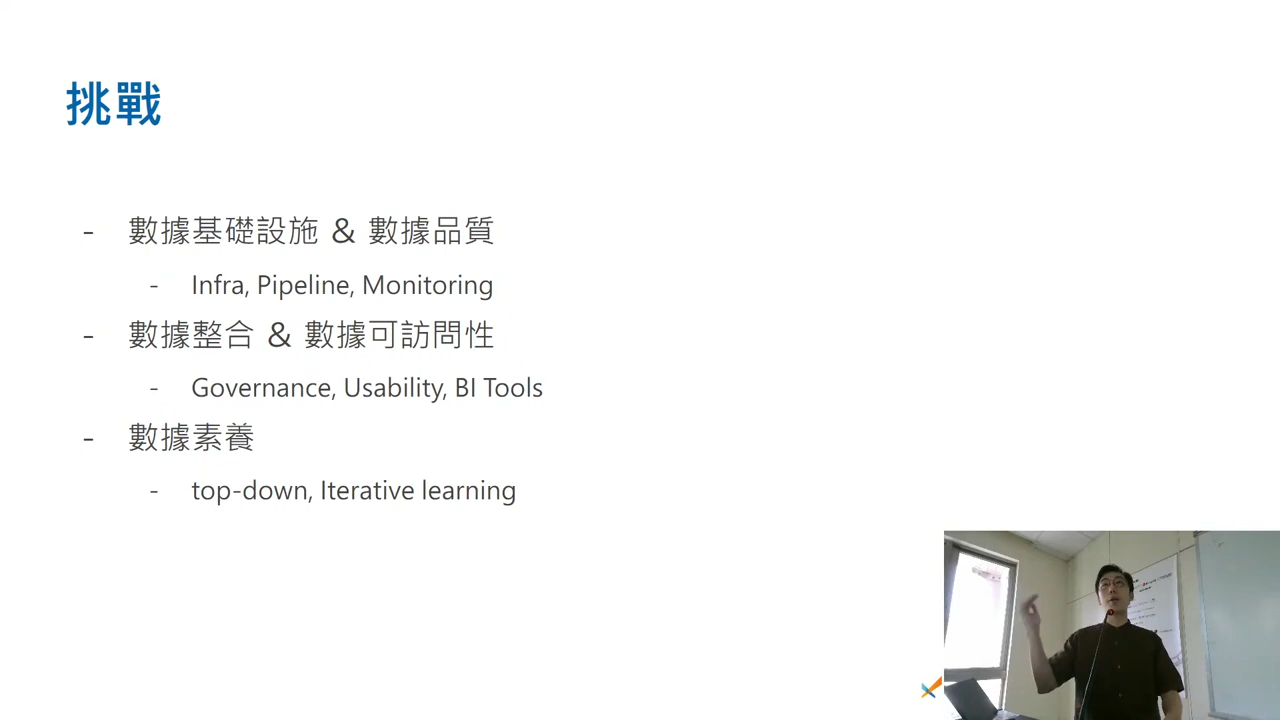 挑戰
- 數據基礎設施 & 數據品質
- Infra, Pipeline, Monitoring
- 數據整合 & 數據可訪問性
- Governance, Usability, BI Tools
- 數據素養
- top-down, Iterative learning